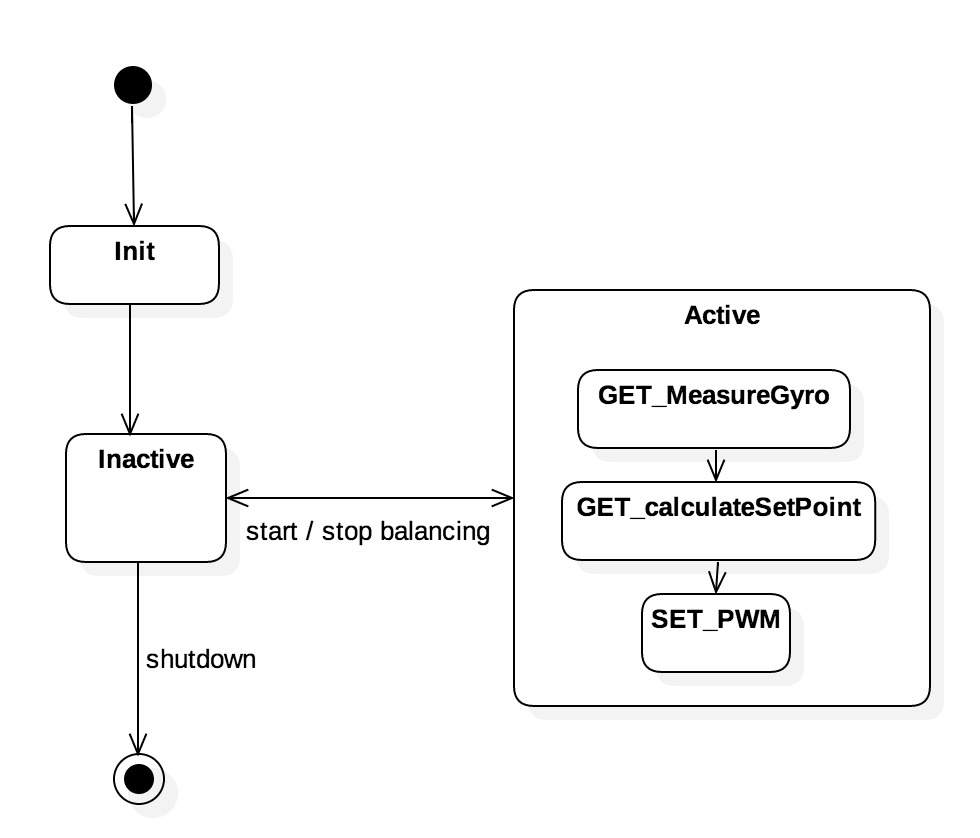 Init
Active
GET_MeasureGyro
Inactive
GET_calculateSetPoint
start / stop balancing
SET_PWM
shutdown